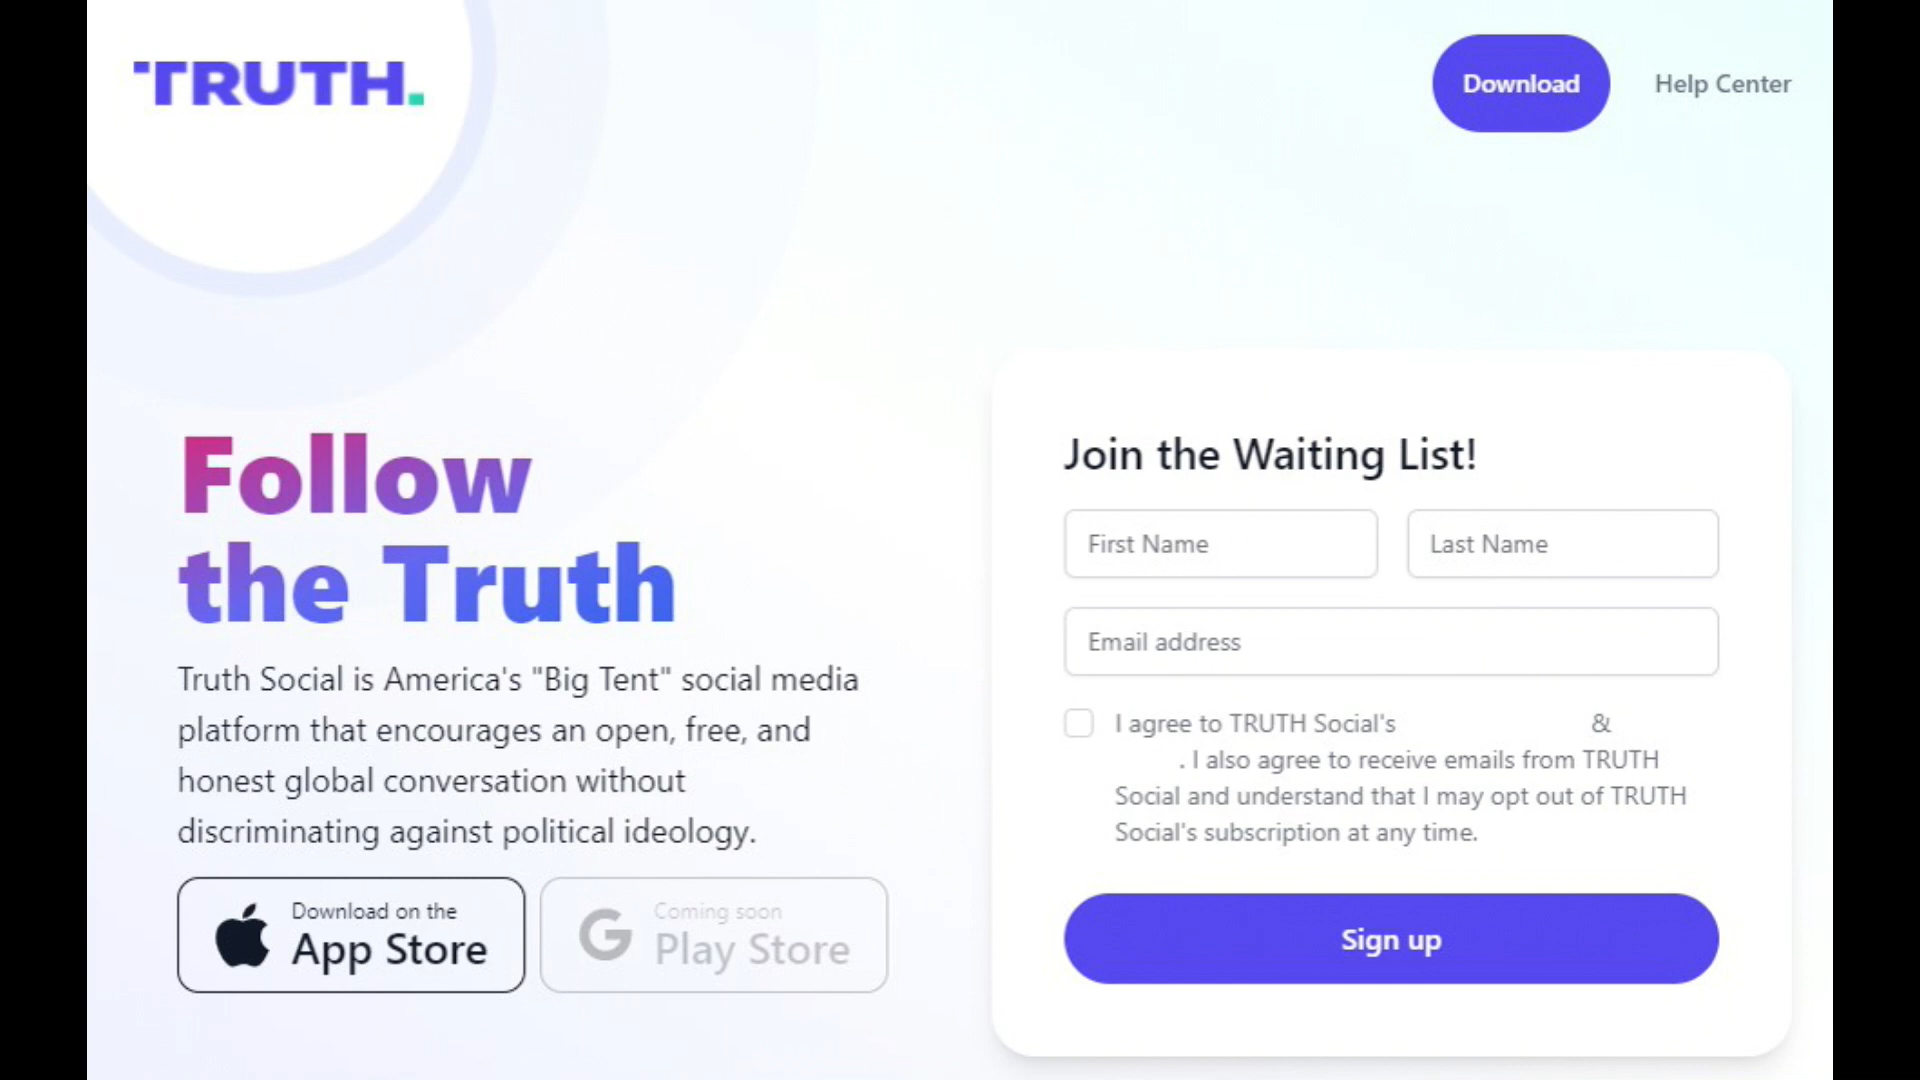 TRUTH.
Download
Help Center
Follow
the Truth
Truth Social is America's "Big Tent" social media
platform that encourages an open, free, and
honest global conversation without
discriminating against political ideology.
Download on the
App Store
Coming soon
Play Store
Join the Waiting List!
First Name
Last Name
Email address
I agree to TRUTH Social's &
. I also agree to receive emails from TRUTH
Social and understand that I may opt out of TRUTH
Social's subscription at any time.
Sign up